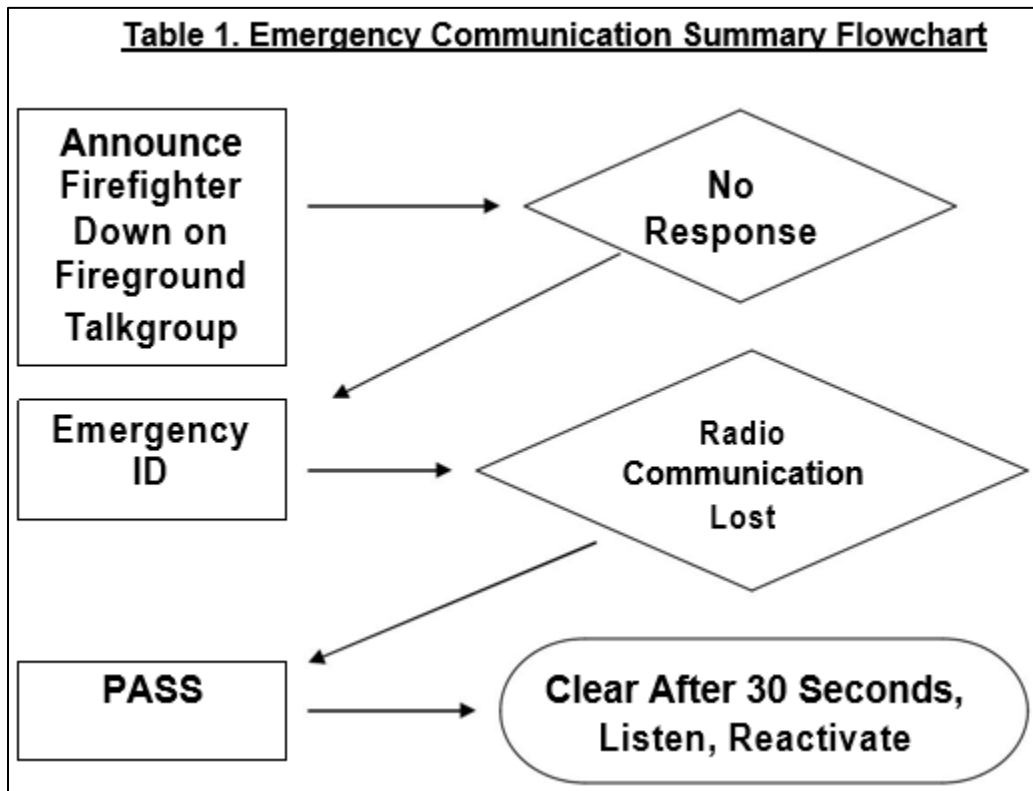 Table 1. Emergency Communication Summary Flowchart
Announce
Firefighter
Down on
Fireground
Talkgroup
No
Response
Emergency
ID
Radio
Communication
Lost
PASS
Clear After 30 Seconds,
Listen, Reactivate